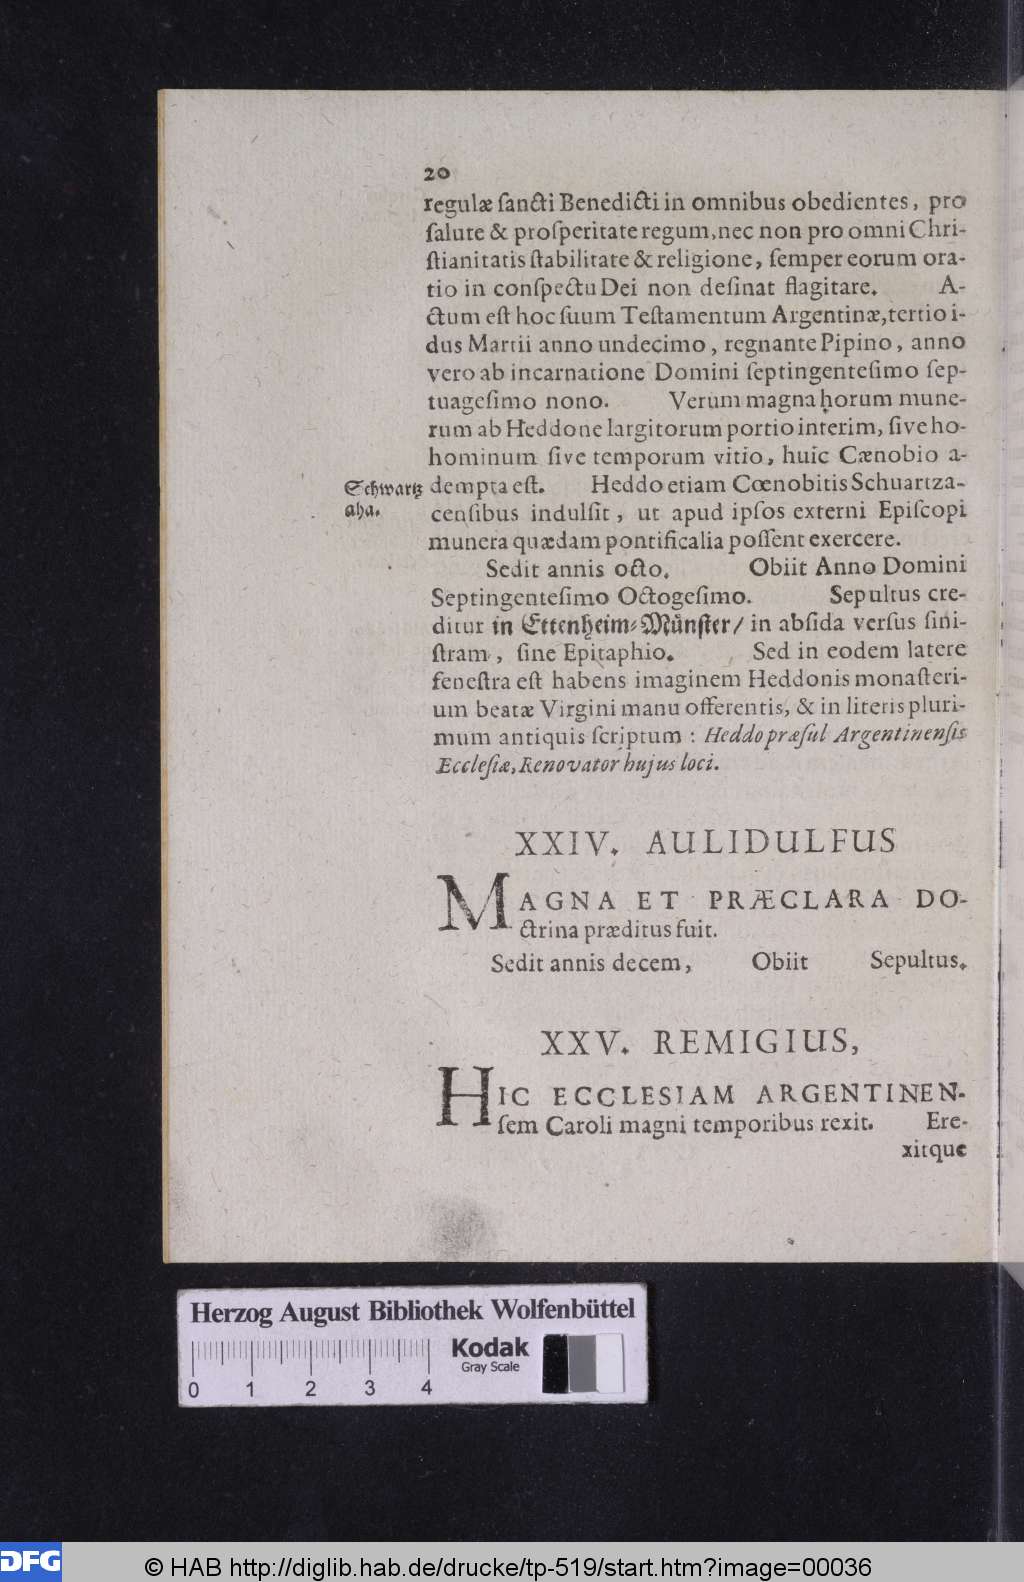 20
regulæ ſancti Benedicti in omnibus obedientes, pro
ſalute & proſperitate regum, nec non pro omni Chri-
ſtianitatis ſtabilitate & religione, ſemper eorum ora-
tio in conſpectu Dei non deſinat flagitare. A-
ctum eſt hoc ſuum Teſtamentum Argentinæ, tertio i-
dus Martii anno undecimo, regnante Pipino, anno
vero ab incarnatione Domini ſeptingenteſimo ſep-
tuageſimo nono. Verum magna horum mune-
rum ab Heddone largitorum portio interim, ſive ho-
hominum ſive temporum vitio, huic Cænobio a-
Schwartz
aha.
dempta eſt. Heddo etiam Cœnobitis Schuartza-
cenſibus indulſit, ut apud ipſos externi Epiſcopi
munera quædam pontificalia poſſent exercere.
Sedit annis octo. Obiit Anno Domini
Septingenteſimo Octogeſimo. Sepultus cre-
ditur in Ettenheim-Mŭnſter/ in abſida verſus ſini-
ſtram, ſine Epitaphio. Sed in eodem latere
feneſtra eſt habens imaginem Heddonis monaſteri-
um beatæ Virgini manu offerentis, & in literis pluri-
mum antiquis ſcriptum: Heddo præſul Argentinenſis
Eccleſiæ, Renovator hujus loci.
XXIV. AULIDULFUS
MAGNA ET PRÆCLARA DO-
ctrina præditus fuit.
Sedit annis decem, Obiit Sepultus.
XXV. REMIGIUS,
HIC ECCLESIAM ARGENTINEN-
ſem Caroli magni temporibus rexit. Ere-
xitque
Herzog August Bibliothek Wolfenbüttel
Kodak
Gray Scale
0 1 2 3 4
DFG
© HAB http://diglib.hab.de/drucke/tp-519/start.htm?image=00036